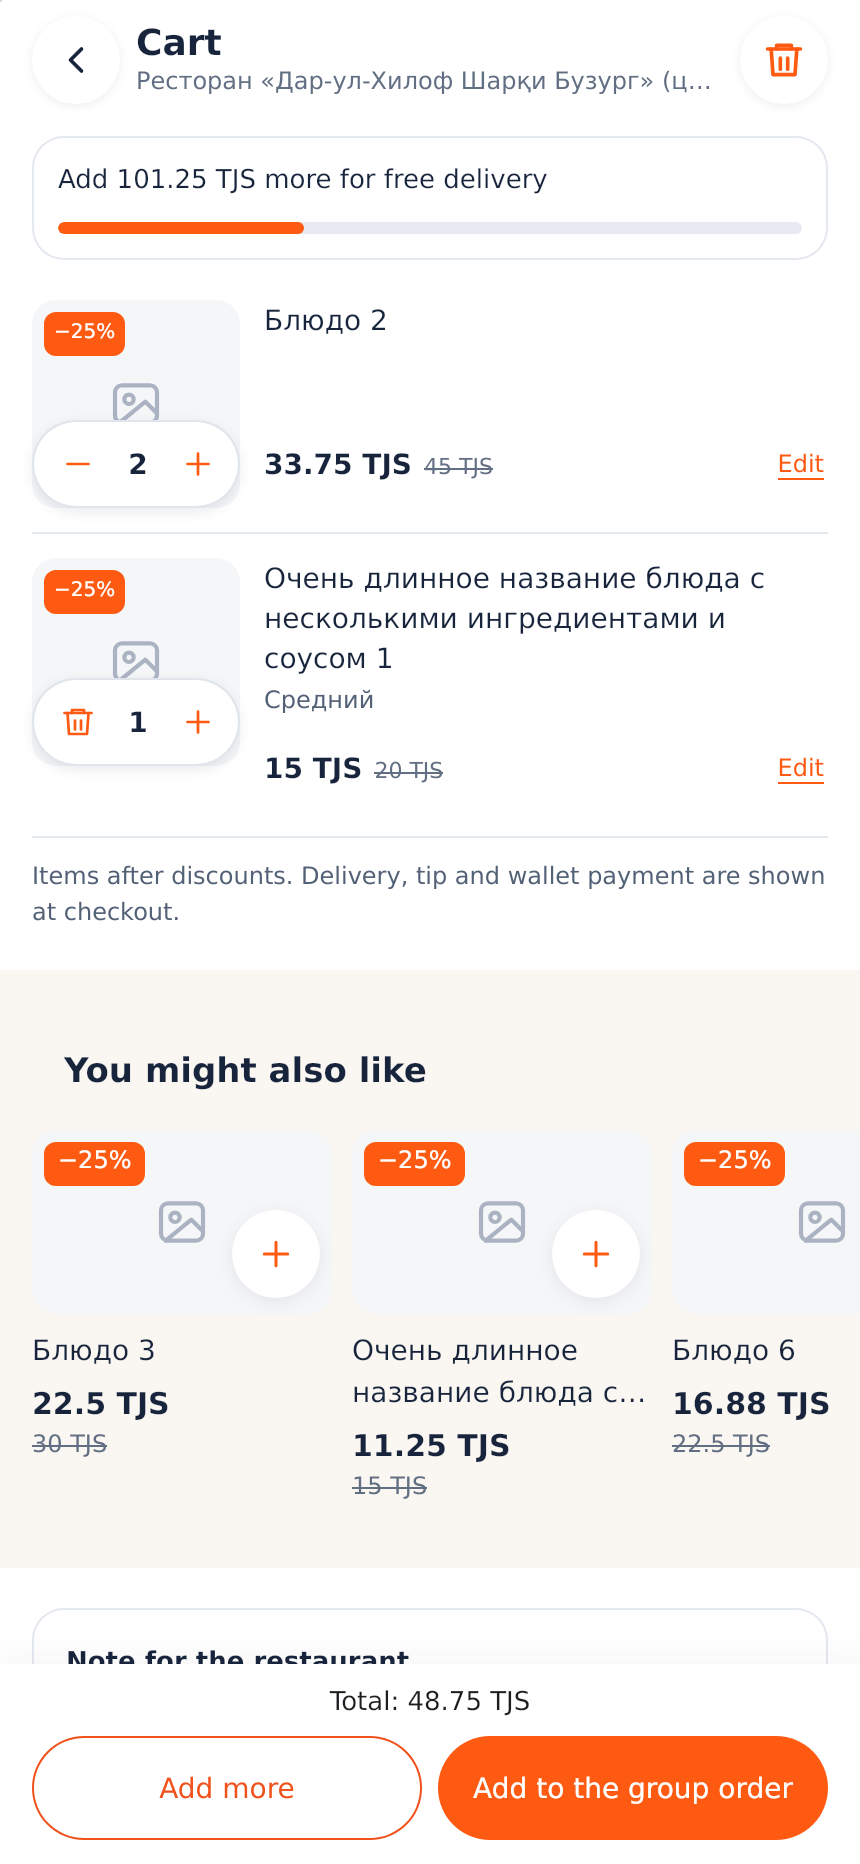 Cart
Ресторан «Дар-ул-Хилоф Шарқи Бузург» (ц…
Add 101.25 TJS more for free delivery
−25%
Блюдо 2
2
33.75 TJS 45 TJS
Edit
−25%
Очень длинное название блюда с
несколькими ингредиентами и
соусом 1
Средний
1
15 TJS 20 TJS
Edit
Items after discounts. Delivery, tip and wallet payment are shown
at checkout.
You might also like
−25%
Блюдо 3
22.5 TJS
30 TJS
−25%
Очень длинное
название блюда с…
11.25 TJS
15 TJS
−25%
Блюдо 6
16.88 TJS
22.5 TJS
Note for the restaurant
Total: 48.75 TJS
Add more
Add to the group order